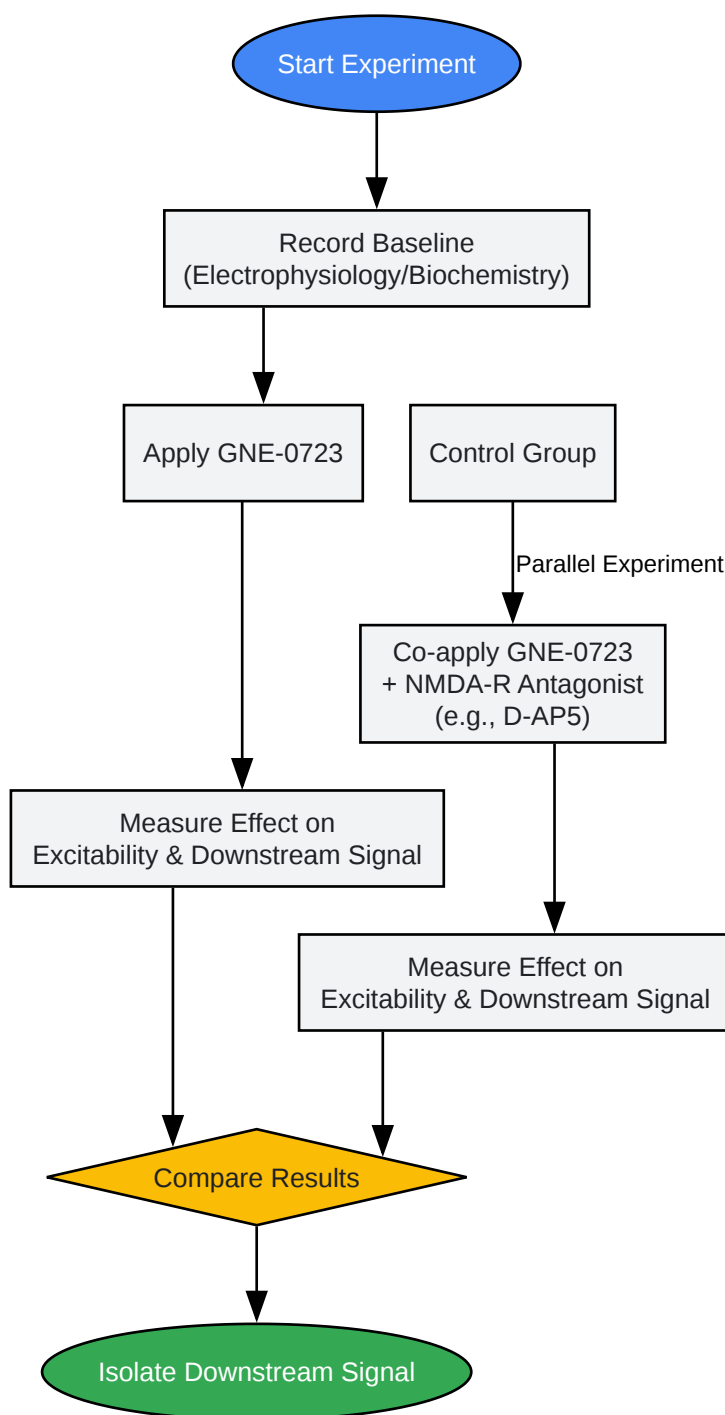 Start Experiment
Record Baseline
(Electrophysiology/Biochemistry)
Apply GNE-0723
Control Group
Parallel Experiment
Co-apply GNE-0723
+ NMDA-R Antagonist
(e.g., D-AP5)
Measure Effect on
Excitability & Downstream Signal
Measure Effect on
Excitability & Downstream Signal
Compare Results
Isolate Downstream Signal